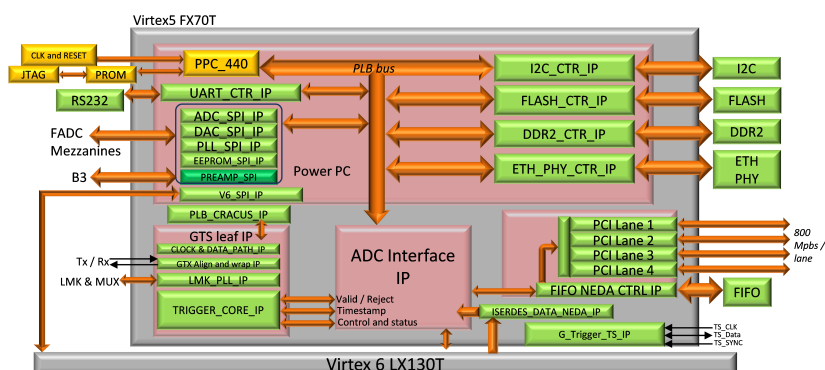 Virtex5 FX70T
CLK and RESET
JTAG
PROM
PPC_440
PLB bus
I2C_CTR_IP
I2C
RS232
UART_CTR_IP
FLASH_CTR_IP
FLASH
FADC
Mezzanines
ADC_SPI_IP
DAC_SPI_IP
PLL_SPI_IP
EEPROM_SPI_IP
PREAMP_SPI
Power PC
DDR2_CTR_IP
DDR2
ETH_PHY_CTR_IP
ETH
PHY
B3
V6_SPI_IP
PLB_CRACUS_IP
GTS leaf IP
CLOCK & DATA_PATH_IP
Tx / Rx
GTX Align and wrap IP
LMK & MUX
LMK_PLL_IP
TRIGGER_CORE_IP
Valid / Reject
Timestamp
Control and status
ADC Interface
IP
PCI Lane 1
PCI Lane 2
PCI Lane 3
PCI Lane 4
800
Mpbs /
lane
FIFO NEDA CTRL IP
FIFO
ISERDES_DATA_NEDA_IP
G_Trigger_TS_IP
TS_CLK
TS_Data
TS_SYNC
Virtex 6 LX130T